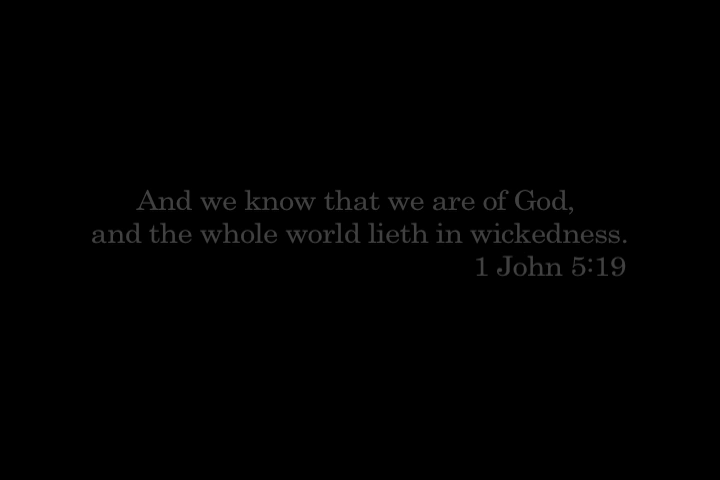 And we know that we are of God,
and the whole world lieth in wickedness.
1 John 5:19